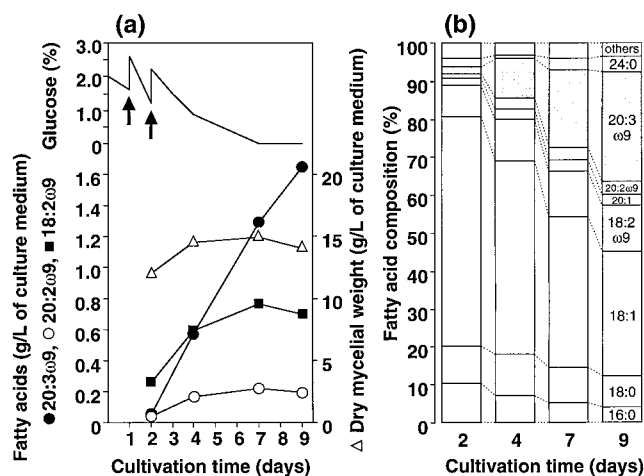 (a)
(b)
Glucose (%)
3.0
2.0
1.0
0
Fatty acids (g/L of culture medium)
● 20:3ω9, ○ 20:2ω9, ■ 18:2ω9
1.6
1.4
1.2
1.0
0.8
0.6
0.4
0.2
0.0
△ Dry mycelial weight (g/L of culture medium)
20
15
10
5
0
1 2 3 4 5 6 7 8 9
Cultivation time (days)
Fatty acid composition (%)
100
90
80
70
60
50
40
30
20
10
0
others
24:0
20:3
ω9
20:2ω9
20:1
18:2
ω9
18:1
18:0
16:0
2 4 7 9
Cultivation time (days)